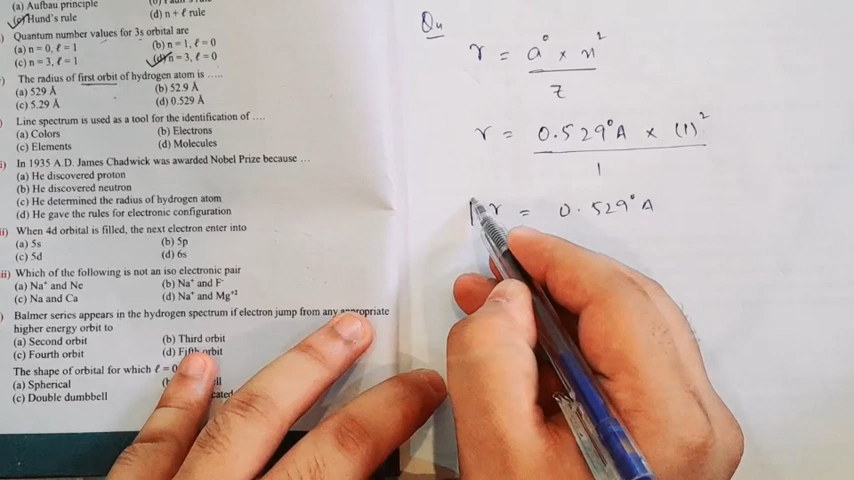 (a) Aufbau principle
(c) Hund's rule
(d) n + ℓ rule
Quantum number values for 3s orbital are
(a) n = 0, ℓ = 1
(b) n = 1, ℓ = 0
(c) n = 3, ℓ = 1
(d) n = 3, ℓ = 0
The radius of first orbit of hydrogen atom is .....
(a) 529 Å
(b) 52.9 Å
(c) 5.29 Å
(d) 0.529 Å
Line spectrum is used as a tool for the identification of ....
(a) Colors
(b) Electrons
(c) Elements
(d) Molecules
In 1935 A.D. James Chadwick was awarded Nobel Prize because ...
(a) He discovered proton
(b) He discovered neutron
(c) He determined the radius of hydrogen atom
(d) He gave the rules for electronic configuration
When 4d orbital is filled, the next electron enter into
(a) 5s
(b) 5p
(c) 5d
(d) 6s
Which of the following is not an iso electronic pair
(a) Na⁺ and Ne
(b) Na⁺ and F⁻
(c) Na and Ca
(d) Na⁺ and Mg⁺²
Balmer series appears in the hydrogen spectrum if electron jump from any appropriate
higher energy orbit to
(a) Second orbit
(b) Third orbit
(c) Fourth orbit
(d) Fifth orbit
The shape of orbital for which ℓ = 0
(a) Spherical
(c) Double dumbbell
r = a° × n²
z
r = 0.529°A × (1)²
1
r = 0.529°A